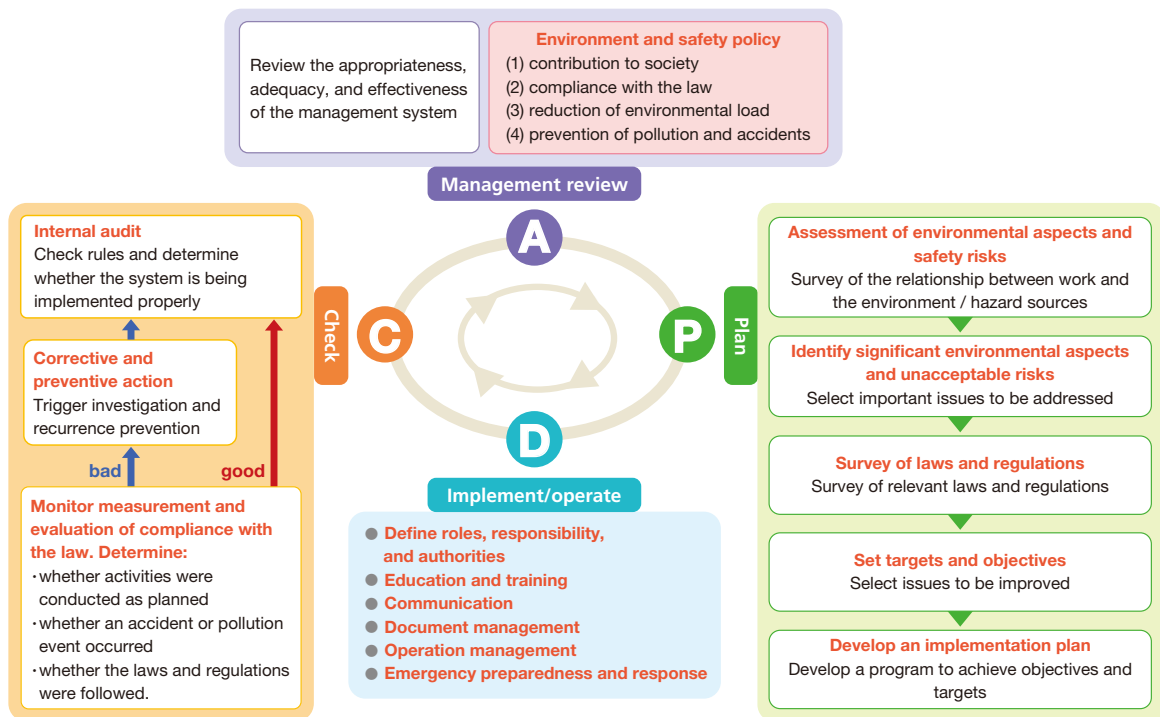 Review the appropriateness,
adequacy, and effectiveness
of the management system
Environment and safety policy
(1) contribution to society
(2) compliance with the law
(3) reduction of environmental load
(4) prevention of pollution and accidents
Management review
A
Internal audit
Check rules and determine
whether the system is being
implemented properly
Corrective and
preventive action
Trigger investigation and
recurrence prevention
bad
good
Monitor measurement and
evaluation of compliance with
the law. Determine:
・whether activities were
conducted as planned
・whether an accident or pollution
event occurred
・whether the laws and regulations
were followed.
Check
C
P
Plan
D
Implement/operate
● Define roles, responsibility,
and authorities
● Education and training
● Communication
● Document management
● Operation management
● Emergency preparedness and response
Assessment of environmental aspects and
safety risks
Survey of the relationship between work and
the environment / hazard sources
Identify significant environmental aspects
and unacceptable risks
Select important issues to be addressed
Survey of laws and regulations
Survey of relevant laws and regulations
Set targets and objectives
Select issues to be improved
Develop an implementation plan
Develop a program to achieve objectives and
targets